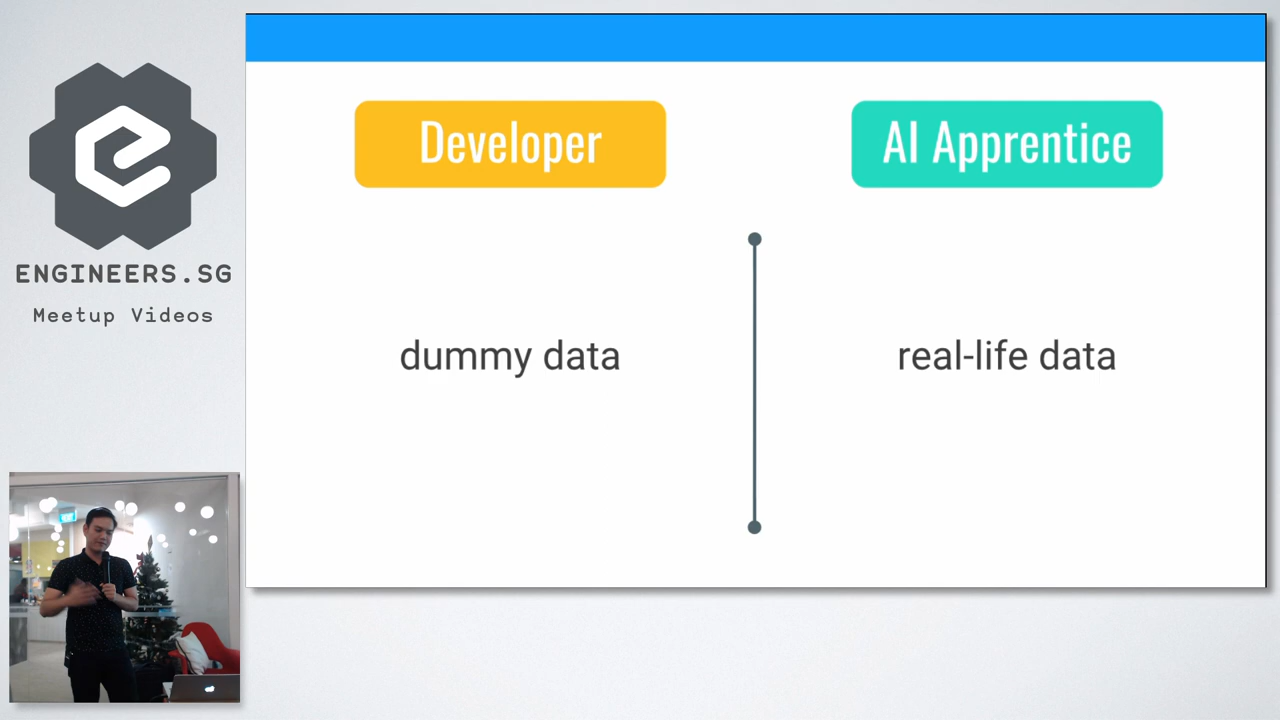 ENGINEERS.SG
Meetup Videos
Developer
AI Apprentice
dummy data
real-life data